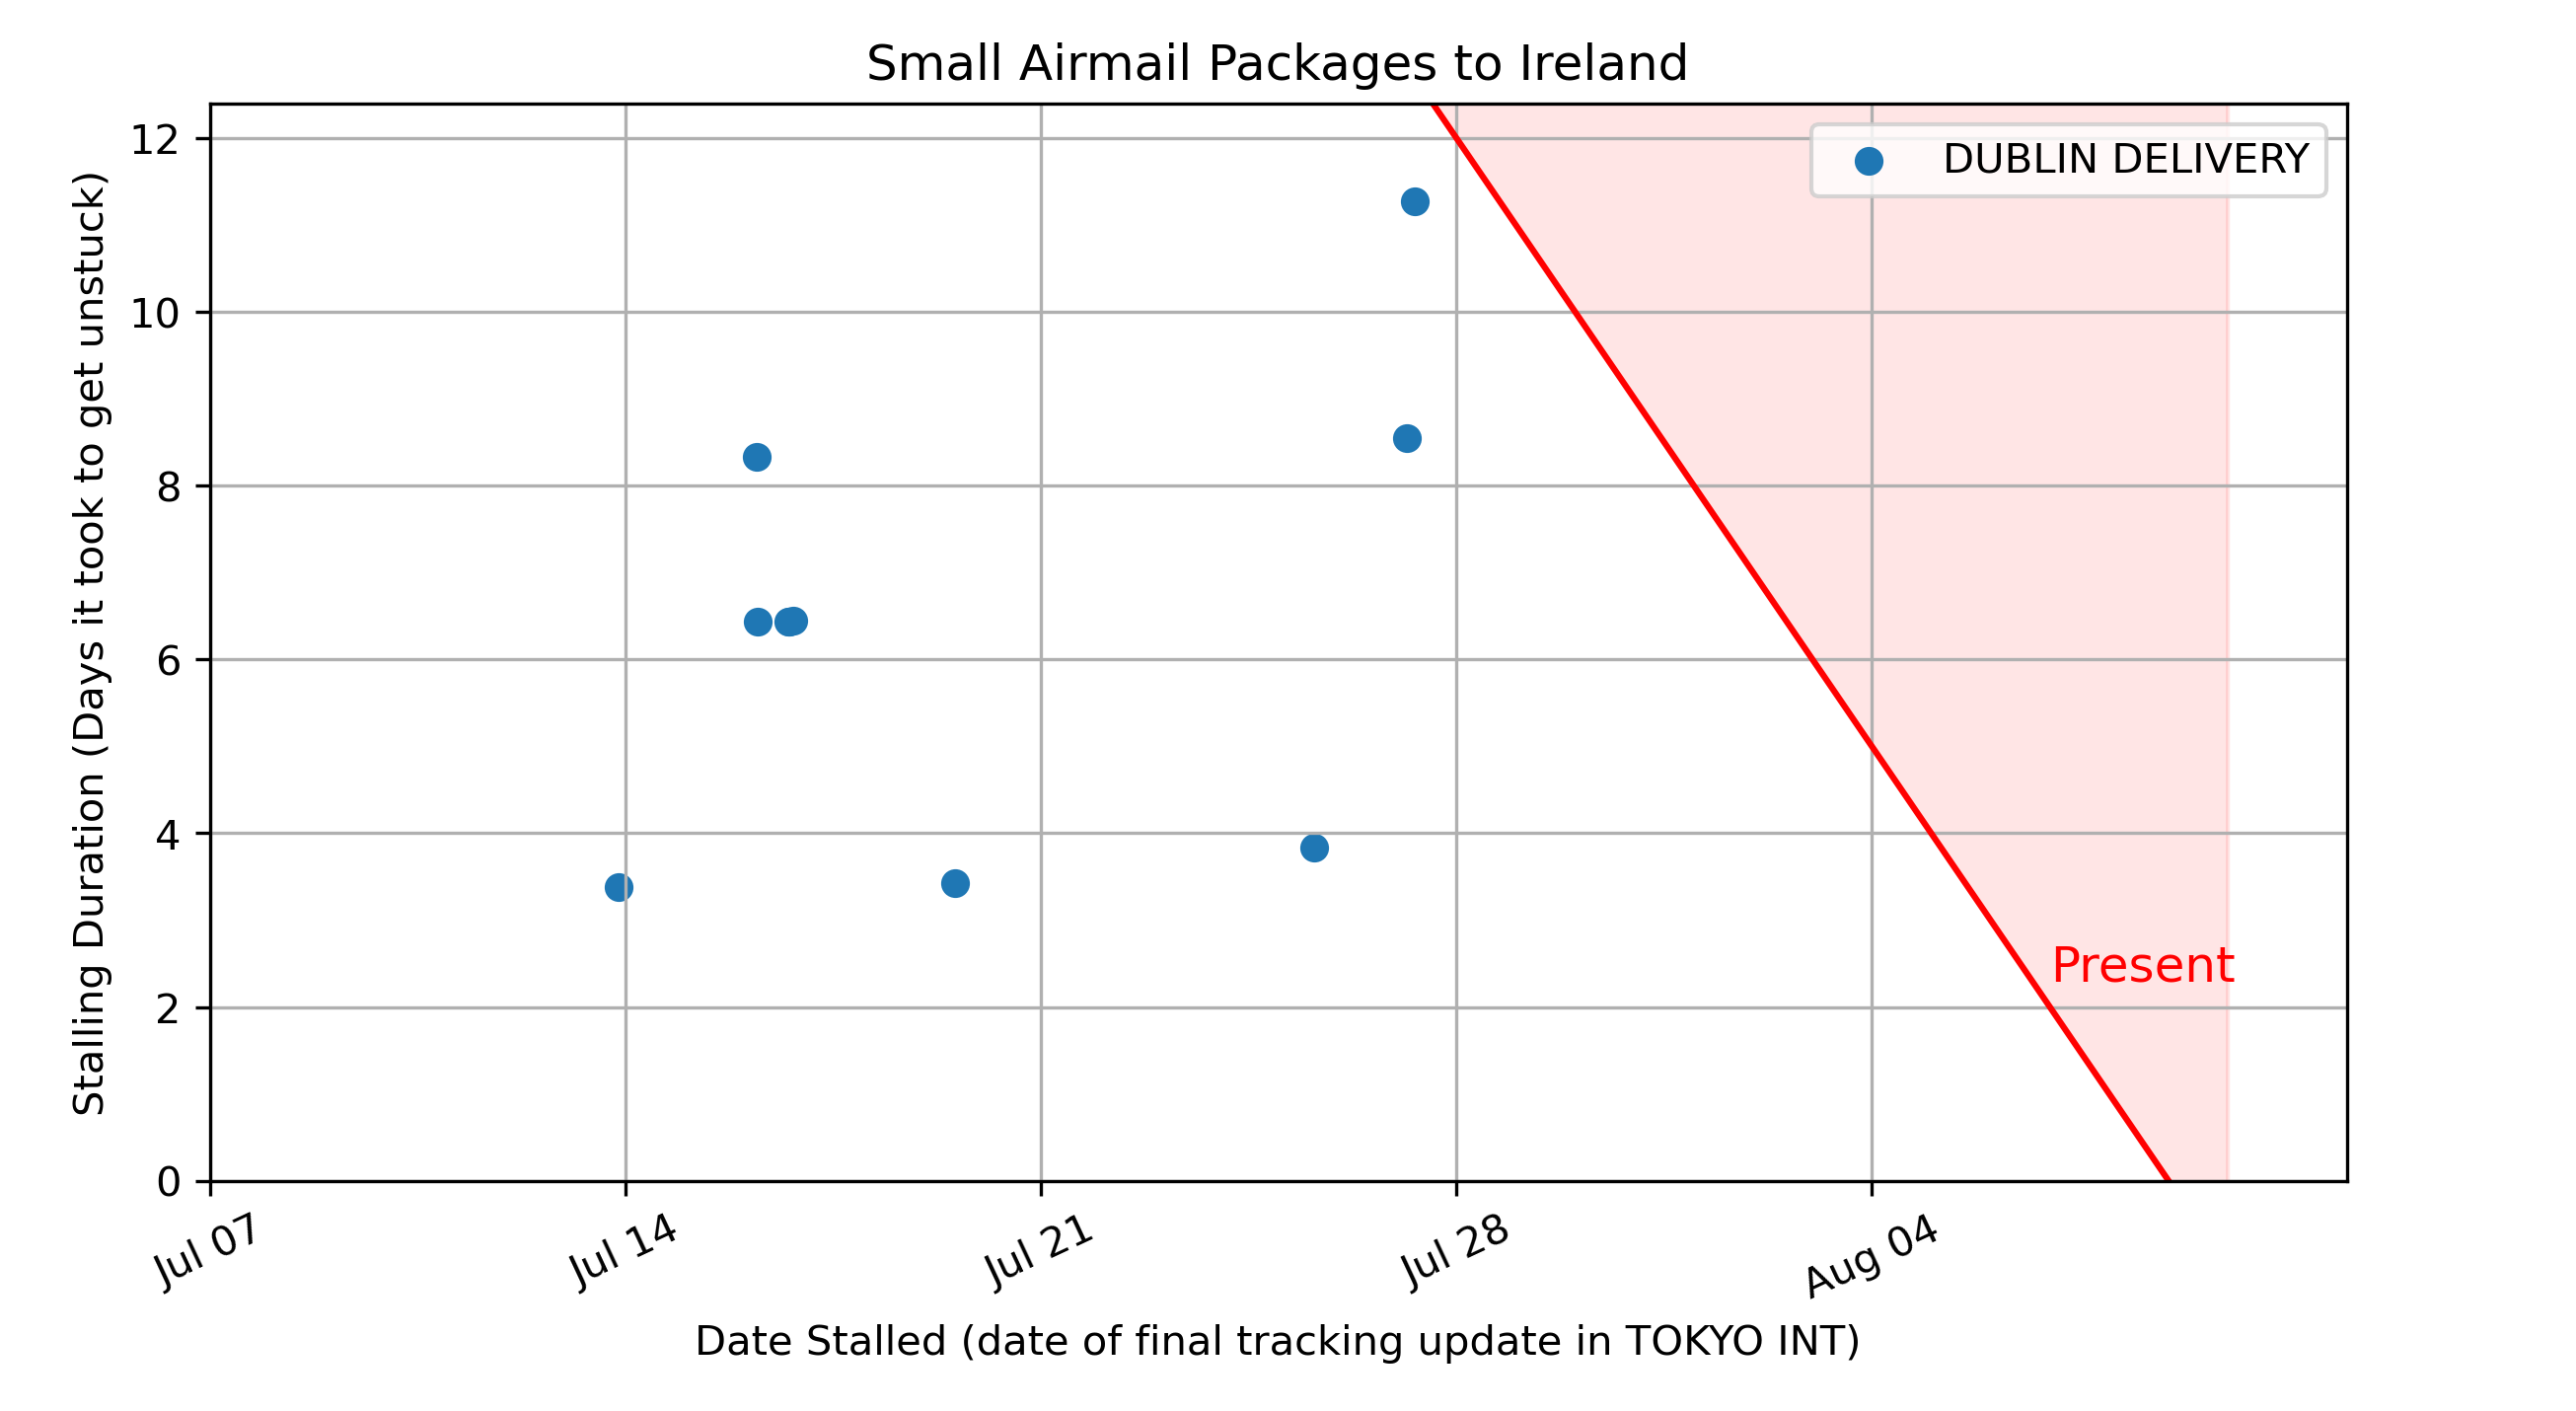 Small Airmail Packages to Ireland
DUBLIN DELIVERY
Stalling Duration (Days it took to get unstuck)
12
10
8
6
4
2
0
Present
Jul 07
Jul 14
Jul 21
Jul 28
Aug 04
Date Stalled (date of final tracking update in TOKYO INT)